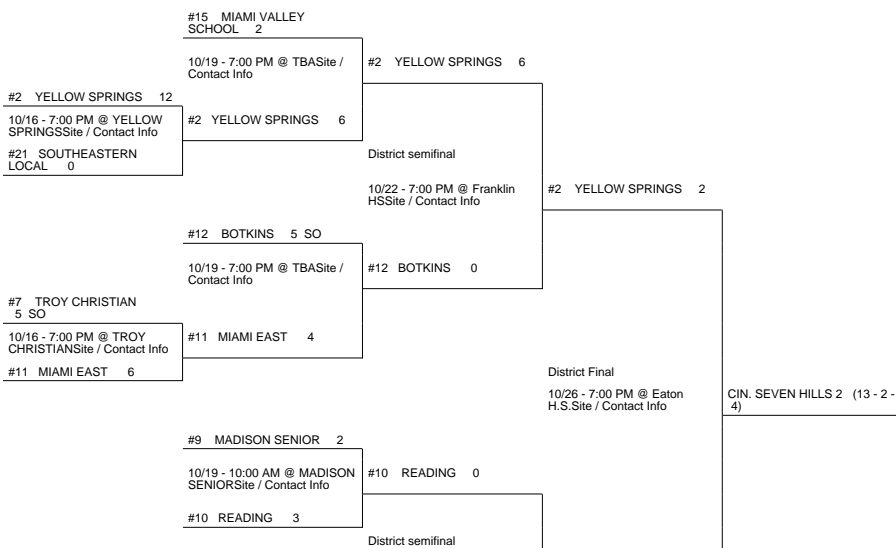 #15 MIAMI VALLEY
SCHOOL 2
10/19 - 7:00 PM @ TBASite /
Contact Info
#2 YELLOW SPRINGS 6
#2 YELLOW SPRINGS 12
10/16 - 7:00 PM @ YELLOW
SPRINGSSite / Contact Info
#2 YELLOW SPRINGS 6
#21 SOUTHEASTERN
LOCAL 0
District semifinal
10/22 - 7:00 PM @ Franklin
HSSite / Contact Info
#2 YELLOW SPRINGS 2
#12 BOTKINS 5 SO
10/19 - 7:00 PM @ TBASite /
Contact Info
#12 BOTKINS 0
#7 TROY CHRISTIAN
5 SO
10/16 - 7:00 PM @ TROY
CHRISTIANSite / Contact Info
#11 MIAMI EAST 4
#11 MIAMI EAST 6
District Final
10/26 - 7:00 PM @ Eaton
H.S.Site / Contact Info
CIN. SEVEN HILLS 2 (13 - 2 -
4)
#9 MADISON SENIOR 2
10/19 - 10:00 AM @ MADISON
SENIORSite / Contact Info
#10 READING 0
#10 READING 3
District semifinal